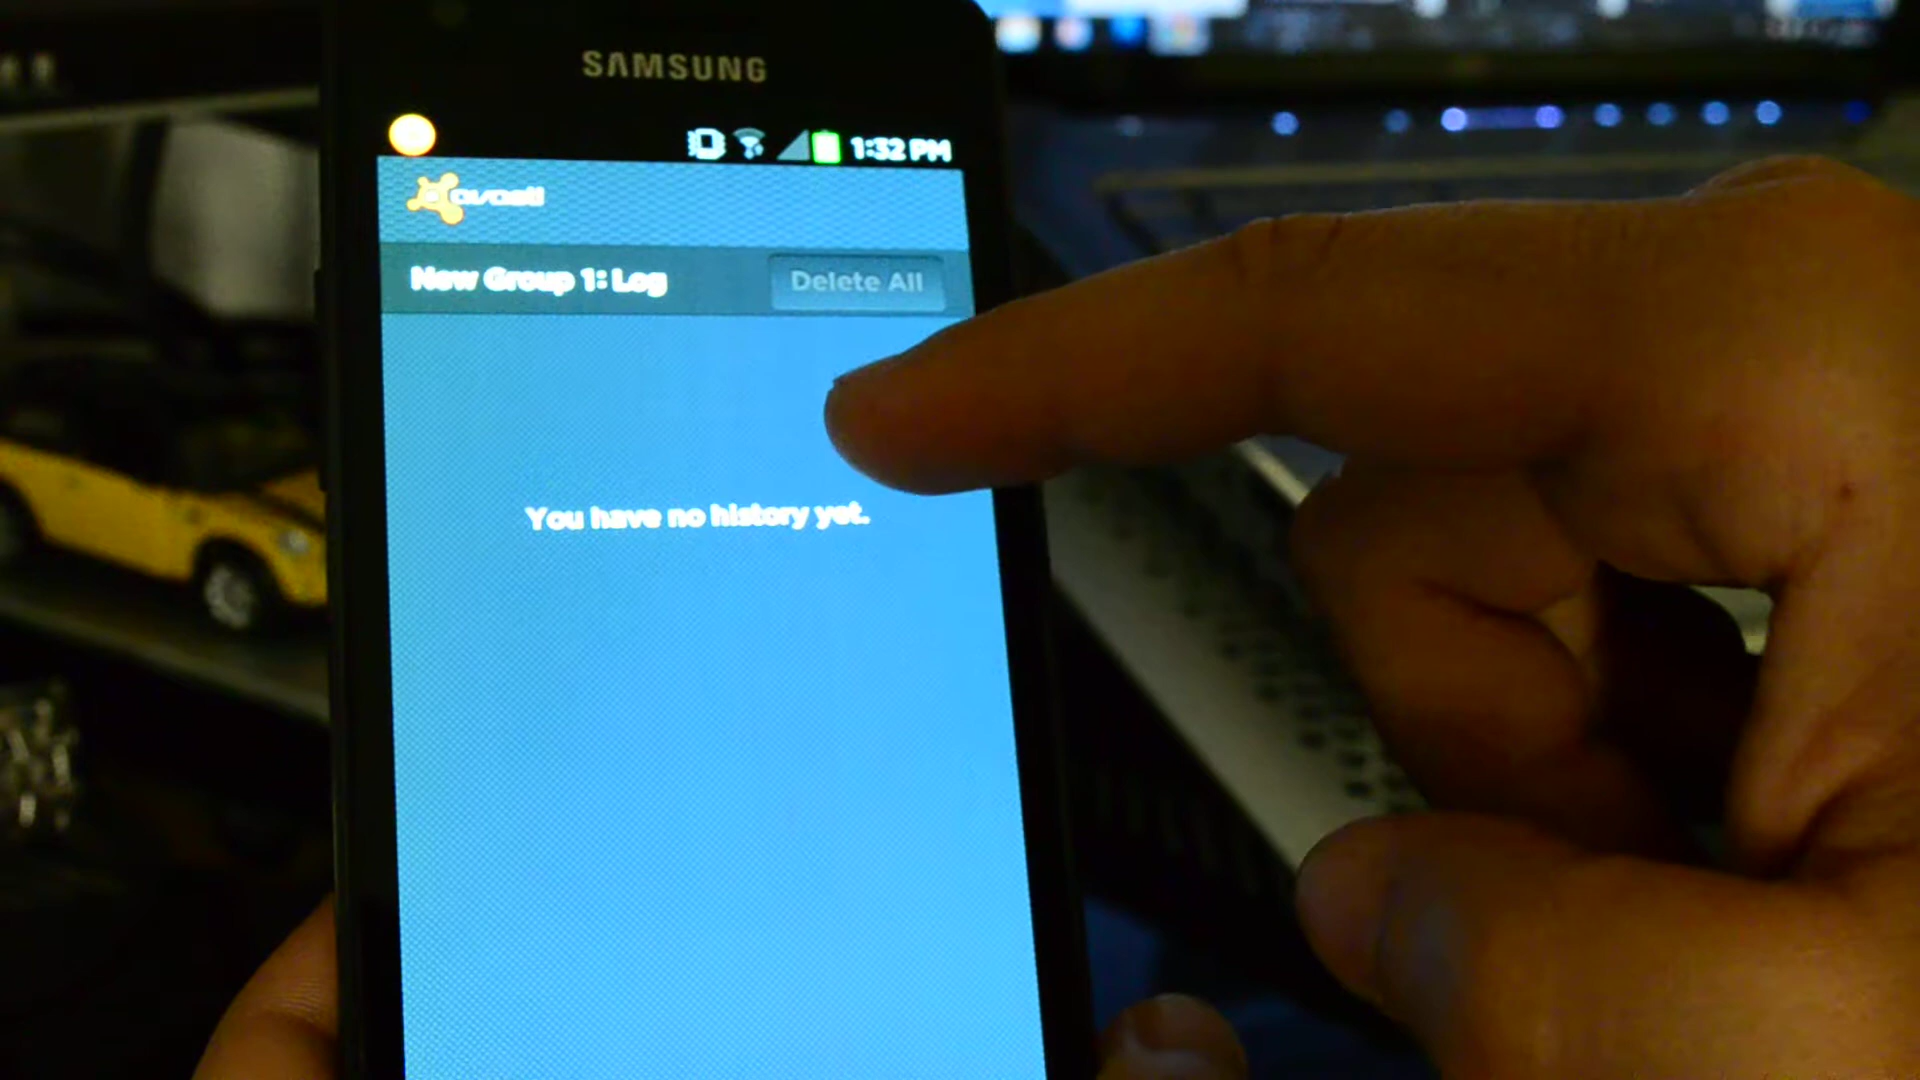 SAMSUNG
1:32 PM
avast!
New Group 1: Log
Delete All
You have no history yet.